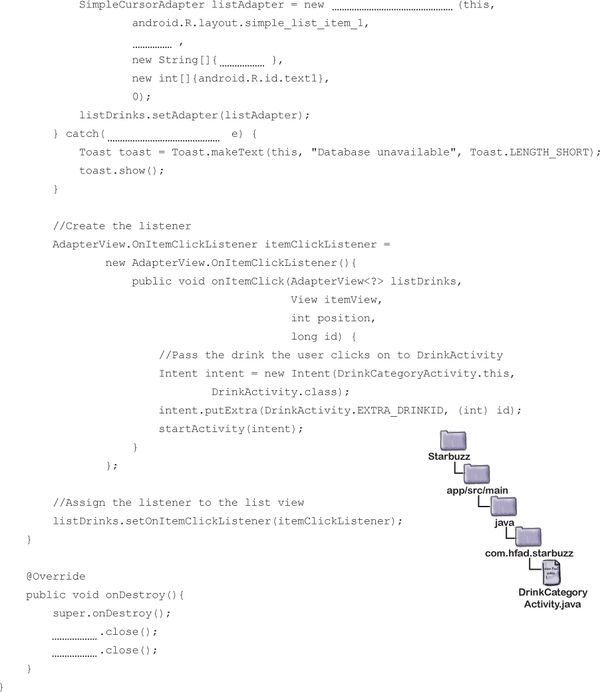 SimpleCursorAdapter listAdapter = new .................... (this,
android.R.layout.simple_list_item_1,
............ ,
new String[]{ ............ },
new int[]{android.R.id.text1},
0);
listDrinks.setAdapter(listAdapter);
} catch( .................... e) {
Toast toast = Toast.makeText(this, "Database unavailable", Toast.LENGTH_SHORT);
toast.show();
}
//Create the listener
AdapterView.OnItemClickListener itemClickListener =
new AdapterView.OnItemClickListener(){
public void onItemClick(AdapterView<?> listDrinks,
View itemView,
int position,
long id) {
//Pass the drink the user clicks on to DrinkActivity
Intent intent = new Intent(DrinkCategoryActivity.this,
DrinkActivity.class);
intent.putExtra(DrinkActivity.EXTRA_DRINKID, (int) id);
startActivity(intent);
}
};
//Assign the listener to the list view
listDrinks.setOnItemClickListener(itemClickListener);
}
@Override
public void onDestroy(){
super.onDestroy();
............ .close();
............ .close();
}
}
Starbuzz
app/src/main
java
com.hfad.starbuzz
DrinkCategory
Activity.java